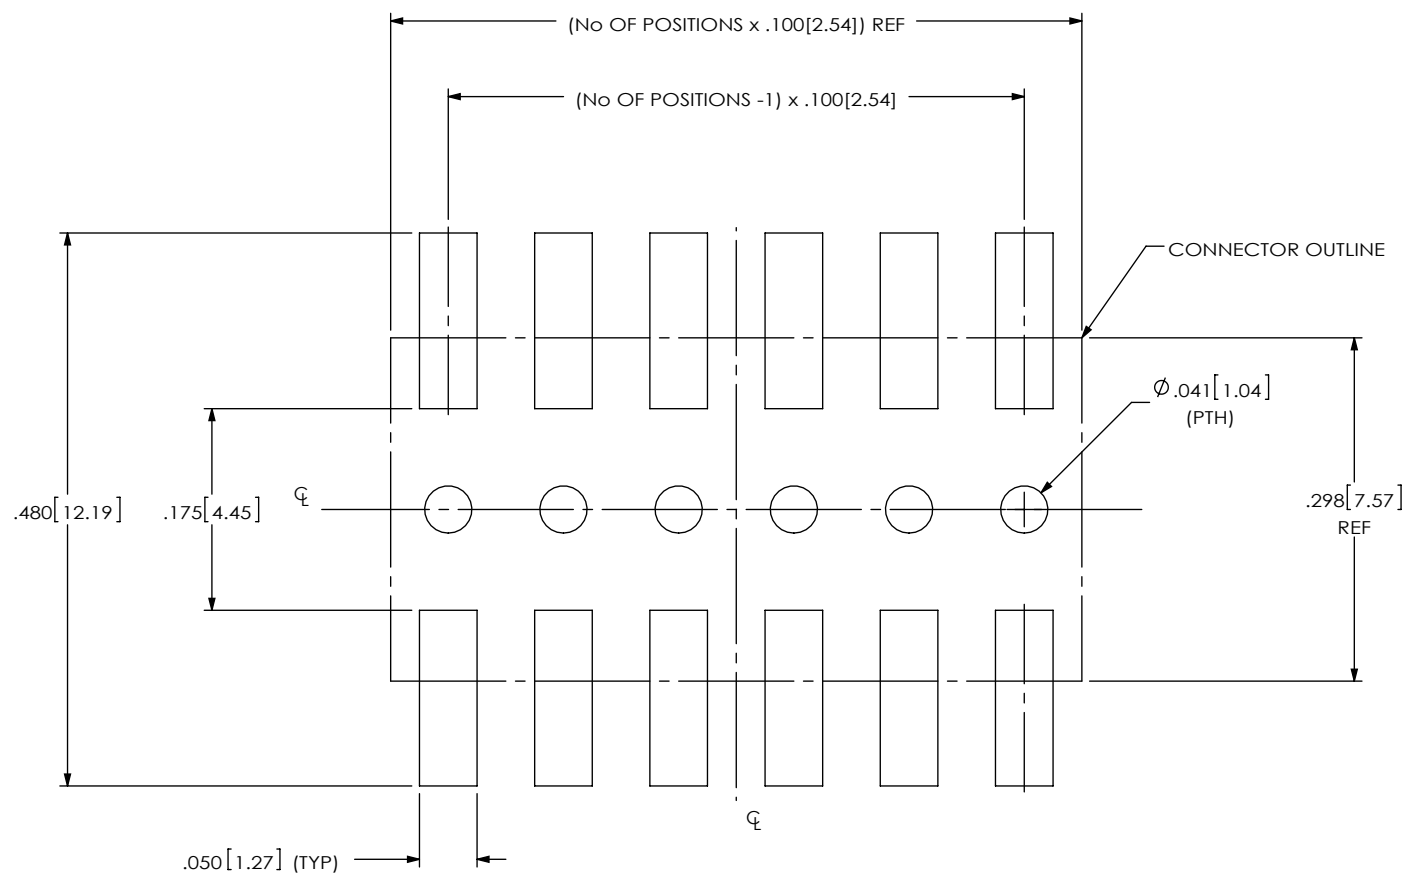 (No OF POSITIONS x .100[2.54]) REF
(No OF POSITIONS -1) x .100[2.54]
CONNECTOR OUTLINE
Ø.041[1.04]
(PTH)
℄
.480[12.19]
.175[4.45]
.298[7.57]
REF
℄
.050[1.27] (TYP)